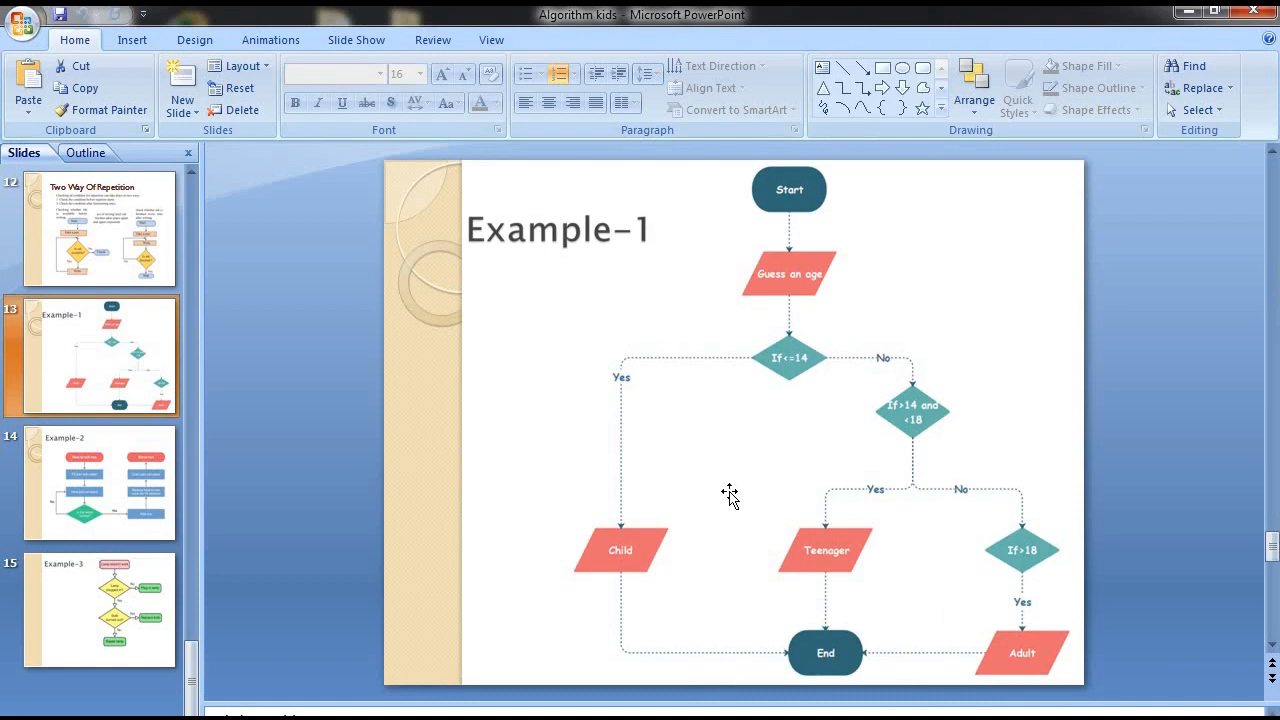 Algorithm kids - Microsoft PowerPoint
Home Insert Design Animations Slide Show Review View
Paste
Cut
Copy
Format Painter
Clipboard
New
Slide
Layout
Reset
Delete
Slides
16
B I U abc S AV Aa A
Font
Text Direction
Align Text
Convert to SmartArt
Paragraph
Arrange
Quick
Styles
Shape Fill
Shape Outline
Shape Effects
Drawing
Find
Replace
Select
Editing
Slides Outline
12
Two Way Of Repetition
13
Example-1
14
Example-2
15
Example-3
Example-1
Start
Guess an age
If<=14
Yes
No
If>14 and
<18
Yes
No
Child
Teenager
If>18
Yes
End
Adult